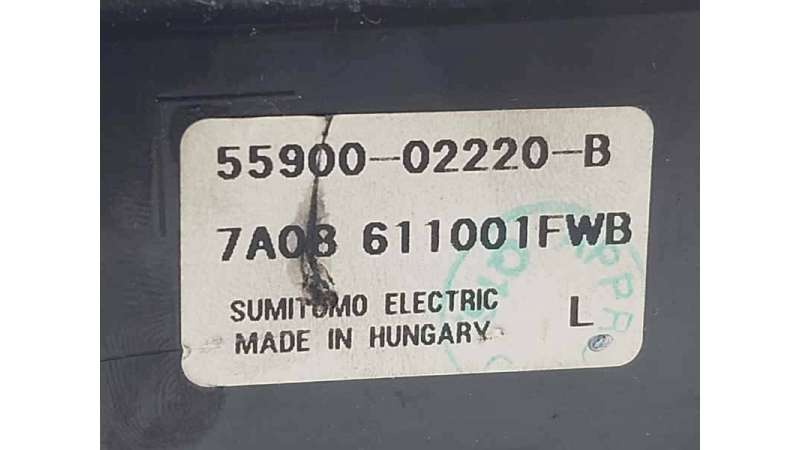 55900-02220-B
7A08 611001FWB
SUMITOMO ELECTRIC
MADE IN HUNGARY
L